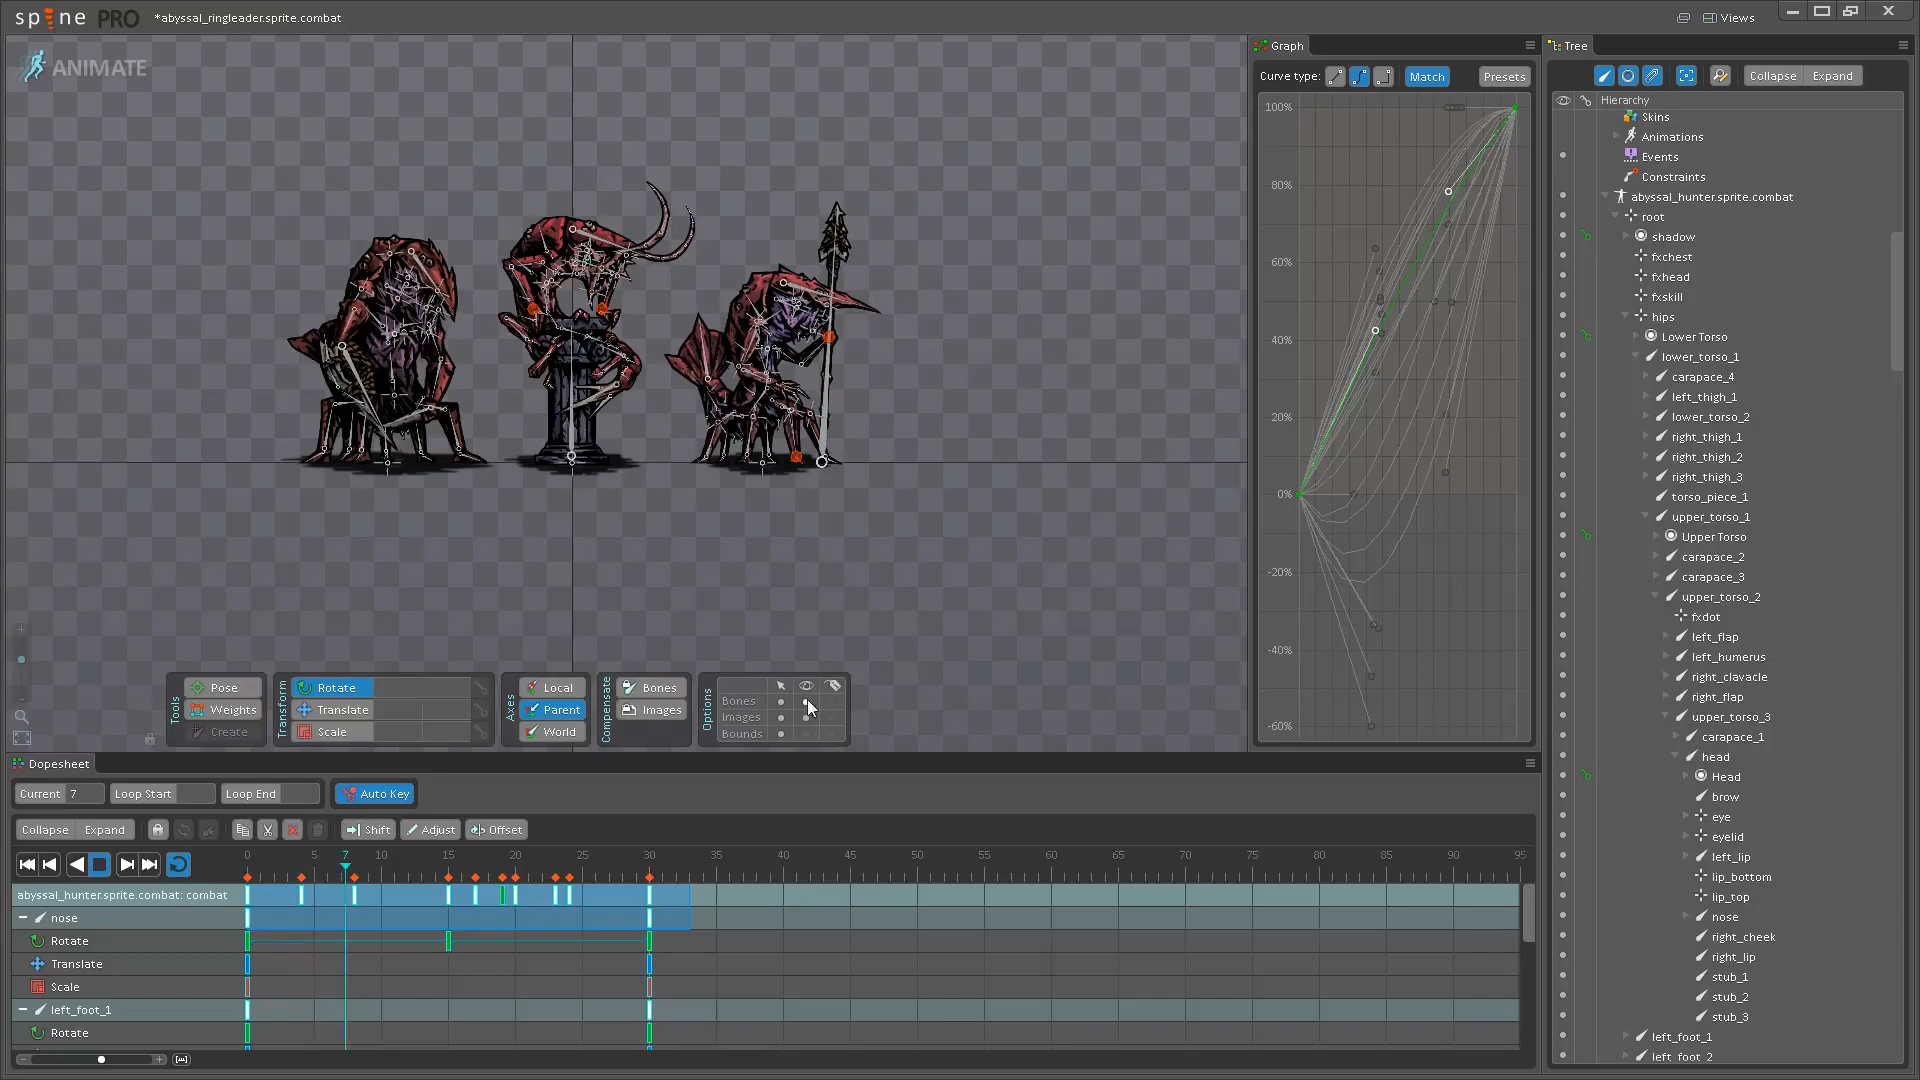 spine PRO *abyssal_ringleader.sprite.combat Views
ANIMATE
Graph
Curve type: Match Presets
100%
80%
60%
40%
20%
0%
-20%
-40%
-60%
Tree
Collapse Expand
Hierarchy
Skins
Animations
Events
Constraints
abyssal_hunter.sprite.combat
root
shadow
fxchest
fxhead
fxskill
hips
Lower Torso
lower_torso_1
carapace_4
left_thigh_1
lower_torso_2
right_thigh_1
right_thigh_2
right_thigh_3
torso_piece_1
upper_torso_1
Upper Torso
carapace_2
carapace_3
upper_torso_2
fxdot
left_flap
left_humerus
right_clavacle
right_flap
upper_torso_3
carapace_1
head
Head
brow
eye
eyelid
left_lip
lip_bottom
lip_top
nose
right_cheek
right_lip
stub_1
stub_2
stub_3
left_foot_1
left_foot_2
Tools
Pose
Weights
Create
Transform
Rotate
Translate
Scale
Axes
Local
Parent
World
Compensate
Bones
Images
Options
Bones
Images
Bounds
Dopesheet
Current 7 Loop Start Loop End Auto Key
Collapse Expand Shift Adjust Offset
0 5 7 10 15 20 25 30 35 40 45 50 55 60 65 70 75 80 85 90 95
abyssal_hunter.sprite.combat: combat
nose
Rotate
Translate
Scale
left_foot_1
Rotate